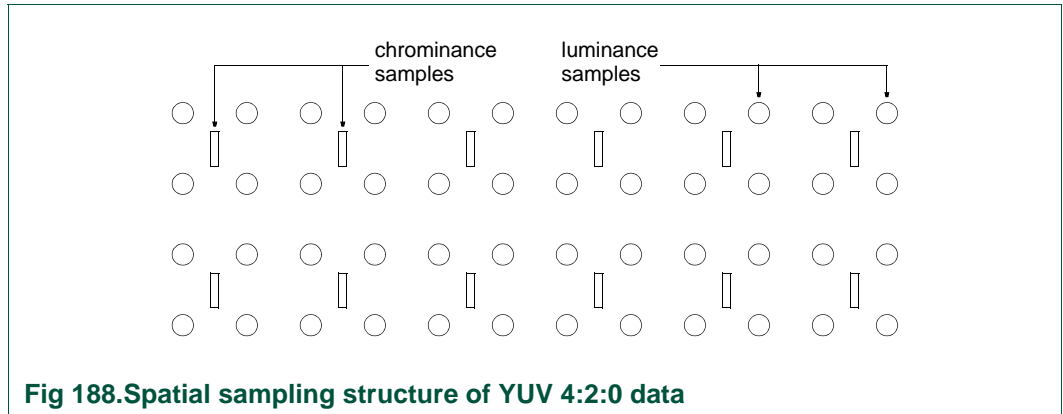 chrominance
samples
luminance
samples
Fig 188.Spatial sampling structure of YUV 4:2:0 data